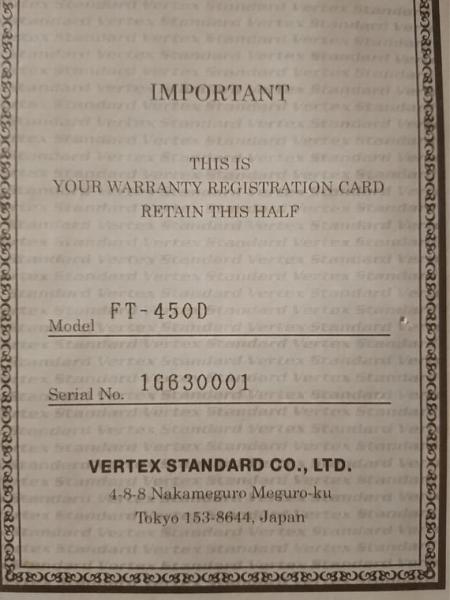 IMPORTANT
THIS IS
YOUR WARRANTY REGISTRATION CARD
RETAIN THIS HALF
Model FT-450D
Serial No. 1G630001
VERTEX STANDARD CO., LTD.
4-8-8 Nakameguro Meguro-ku
Tokyo 153-8644, Japan